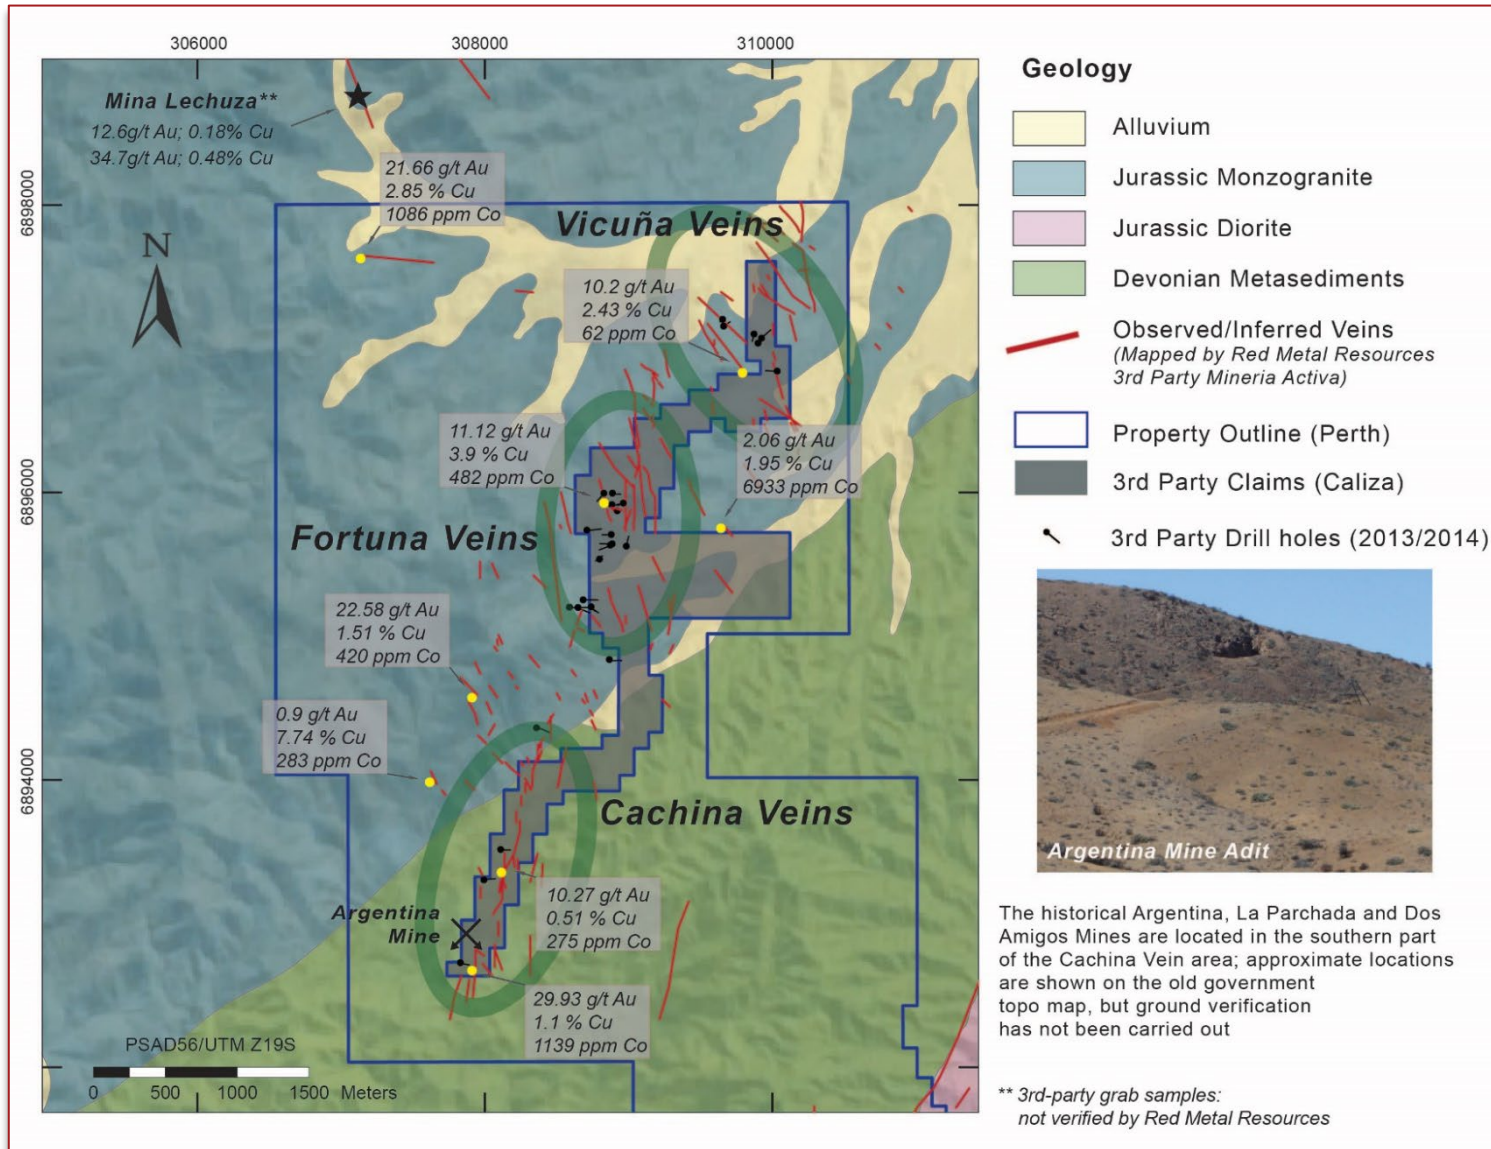 306000
308000
310000
6898000
6896000
6894000
Mina Lechuza**
12.6g/t Au; 0.18% Cu
34.7g/t Au; 0.48% Cu
21.66 g/t Au
2.85 % Cu
1086 ppm Co
N
Vicuña Veins
10.2 g/t Au
2.43 % Cu
62 ppm Co
11.12 g/t Au
3.9 % Cu
482 ppm Co
2.06 g/t Au
1.95 % Cu
6933 ppm Co
Fortuna Veins
22.58 g/t Au
1.51 % Cu
420 ppm Co
0.9 g/t Au
7.74 % Cu
283 ppm Co
Cachina Veins
Argentina
Mine
10.27 g/t Au
0.51 % Cu
275 ppm Co
29.93 g/t Au
1.1 % Cu
1139 ppm Co
PSAD56/UTM Z19S
0 500 1000 1500 Meters
Geology
Alluvium
Jurassic Monzogranite
Jurassic Diorite
Devonian Metasediments
Observed/Inferred Veins
(Mapped by Red Metal Resources
3rd Party Mineria Activa)
Property Outline (Perth)
3rd Party Claims (Caliza)
3rd Party Drill holes (2013/2014)
Argentina Mine Adit
The historical Argentina, La Parchada and Dos
Amigos Mines are located in the southern part
of the Cachina Vein area; approximate locations
are shown on the old government
topo map, but ground verification
has not been carried out
** 3rd-party grab samples:
not verified by Red Metal Resources